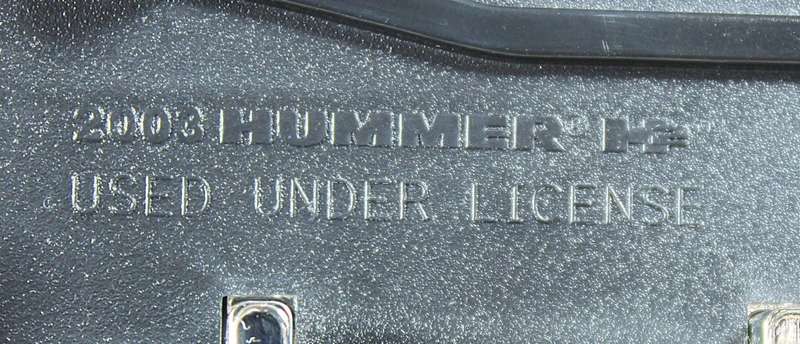 2003 HUMMER® H2
USED UNDER LICENSE